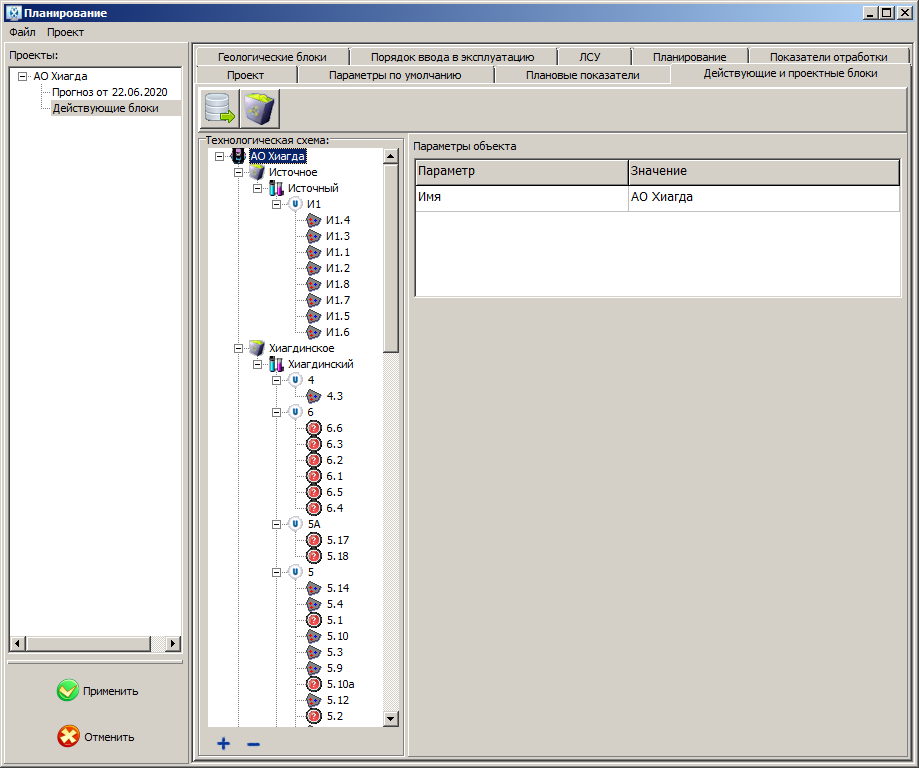 Планирование
Файл Проект
Проекты:
АО Хиагда
Прогноз от 22.06.2020
Действующие блоки
Применить
Отменить
Геологические блоки Порядок ввода в эксплуатацию ЛСУ Планирование Показатели отработки
Проект Параметры по умолчанию Плановые показатели Действующие и проектные блоки
Технологическая схема:
АО Хиагда
Источное
Источный
И1
И1.4
И1.3
И1.1
И1.2
И1.8
И1.7
И1.5
И1.6
Хиагдинское
Хиагдинский
4
4.3
6
6.6
6.3
6.2
6.1
6.5
6.4
5А
5.17
5.18
5
5.14
5.4
5.1
5.10
5.3
5.9
5.10а
5.12
5.2
Параметры объекта
Параметр Значение
Имя АО Хиагда